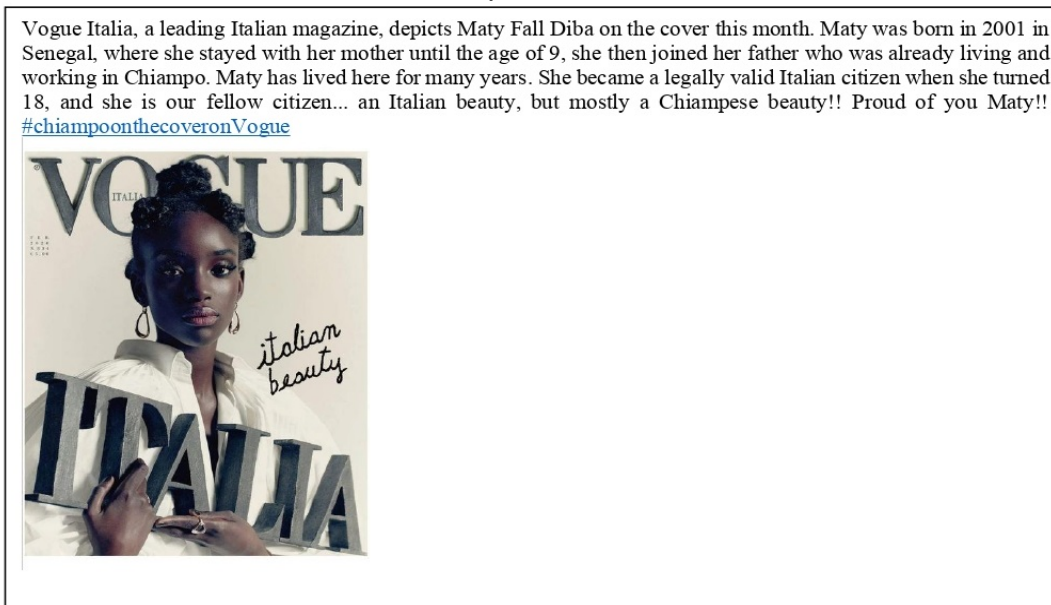 Vogue Italia, a leading Italian magazine, depicts Maty Fall Diba on the cover this month. Maty was born in 2001 in
Senegal, where she stayed with her mother until the age of 9, she then joined her father who was already living and
working in Chiampo. Maty has lived here for many years. She became a legally valid Italian citizen when she turned
18, and she is our fellow citizen... an Italian beauty, but mostly a Chiampese beauty!! Proud of you Maty!!
#chiampoonthecoveronVogue
VOGUE
ITALIA
italian
beauty
ITALIA